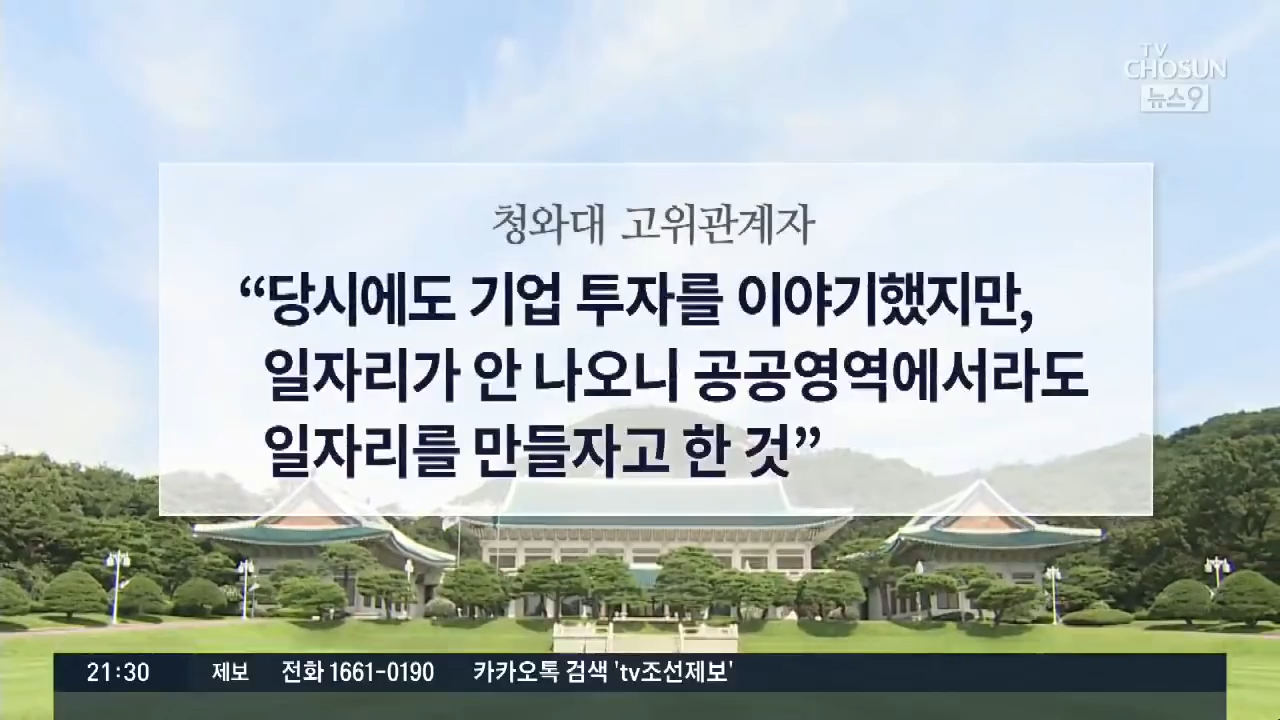 TV
CHOSUN
뉴스9
청와대 고위관계자
“당시에도 기업 투자를 이야기했지만,
일자리가 안 나오니 공공영역에서라도
일자리를 만들자고 한 것”
21:30 제보 전화 1661-0190 카카오톡 검색 'tv조선제보'